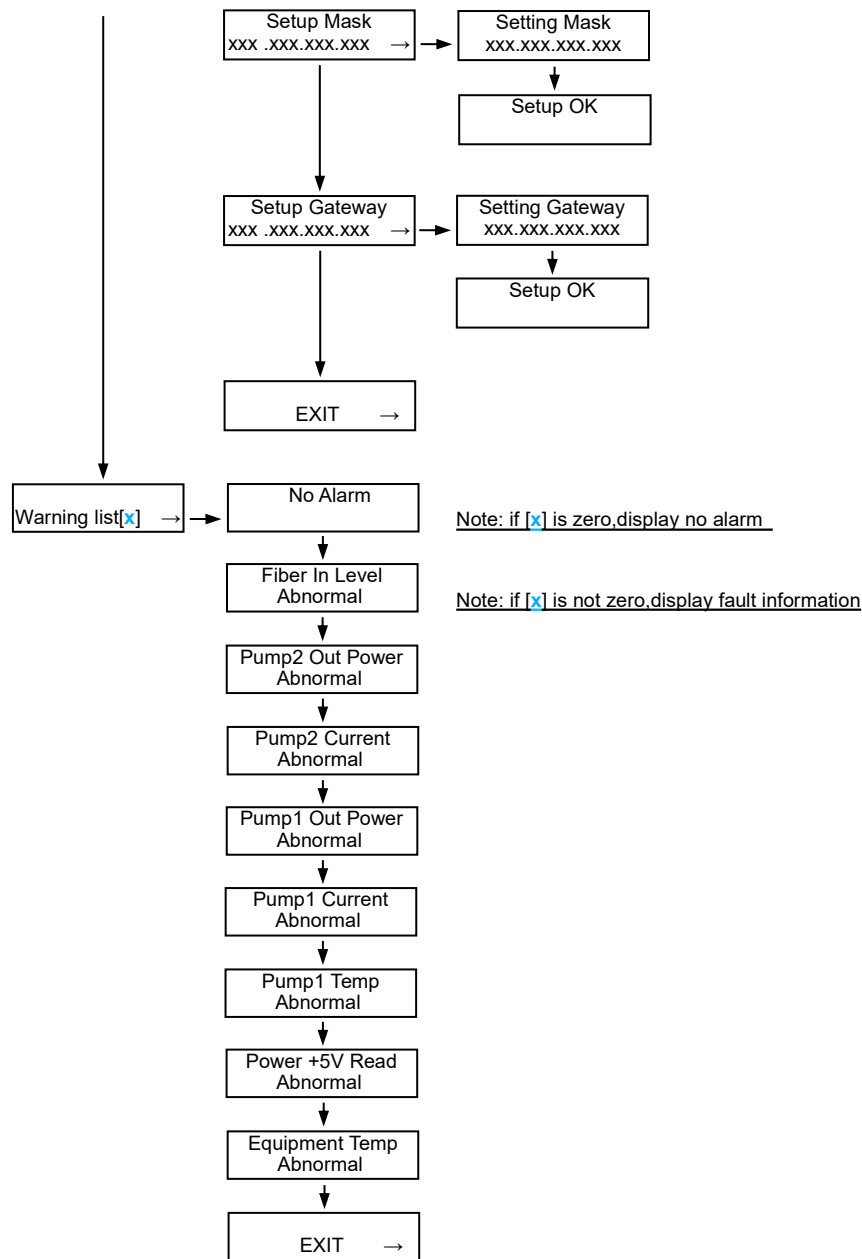 Setup Mask
xxx .xxx.xxx.xxx →
Setting Mask
xxx.xxx.xxx.xxx
Setup OK
Setup Gateway
xxx .xxx.xxx.xxx →
Setting Gateway
xxx.xxx.xxx.xxx
Setup OK
EXIT →
Warning list[x] →
No Alarm
Note: if [x] is zero,display no alarm
Fiber In Level
Abnormal
Note: if [x] is not zero,display fault information
Pump2 Out Power
Abnormal
Pump2 Current
Abnormal
Pump1 Out Power
Abnormal
Pump1 Current
Abnormal
Pump1 Temp
Abnormal
Power +5V Read
Abnormal
Equipment Temp
Abnormal
EXIT →